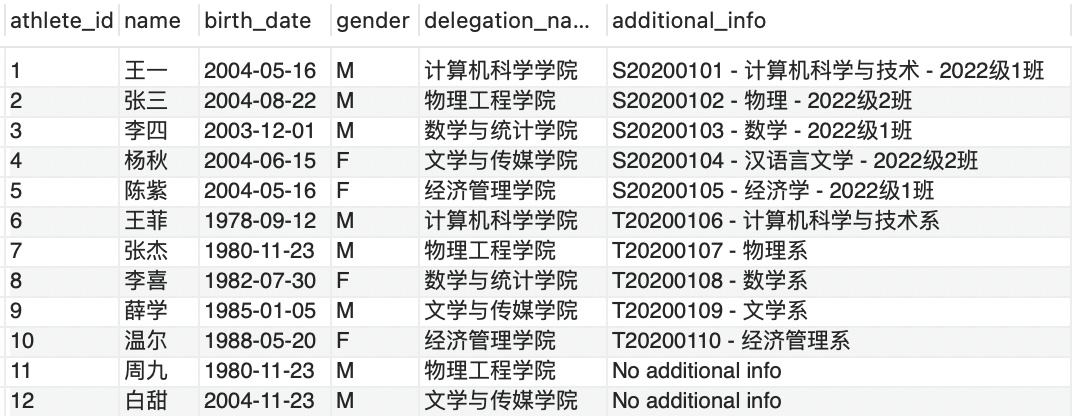 athlete_id name birth_date gender delegation_na... additional_info
1 王一 2004-05-16 M 计算机科学学院 S20200101 - 计算机科学与技术 - 2022级1班
2 张三 2004-08-22 M 物理工程学院 S20200102 - 物理 - 2022级2班
3 李四 2003-12-01 M 数学与统计学院 S20200103 - 数学 - 2022级1班
4 杨秋 2004-06-15 F 文学与传媒学院 S20200104 - 汉语言文学 - 2022级2班
5 陈紫 2004-05-16 F 经济管理学院 S20200105 - 经济学 - 2022级1班
6 王菲 1978-09-12 M 计算机科学学院 T20200106 - 计算机科学与技术系
7 张杰 1980-11-23 M 物理工程学院 T20200107 - 物理系
8 李喜 1982-07-30 F 数学与统计学院 T20200108 - 数学系
9 薛学 1985-01-05 M 文学与传媒学院 T20200109 - 文学系
10 温尔 1988-05-20 F 经济管理学院 T20200110 - 经济管理系
11 周九 1980-11-23 M 物理工程学院 No additional info
12 白甜 2004-11-23 M 文学与传媒学院 No additional info